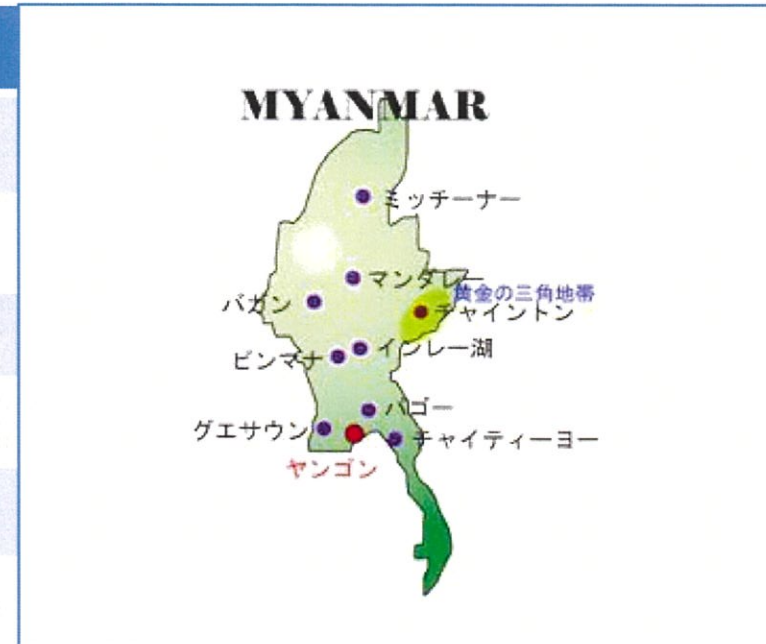 MYANMAR
ミッチーナー
マンダレー
黄金の三角地帯
バガン
チャイントン
インレー湖
ピンマナ
バゴー
グエサウン
チャイティーヨー
ヤンゴン